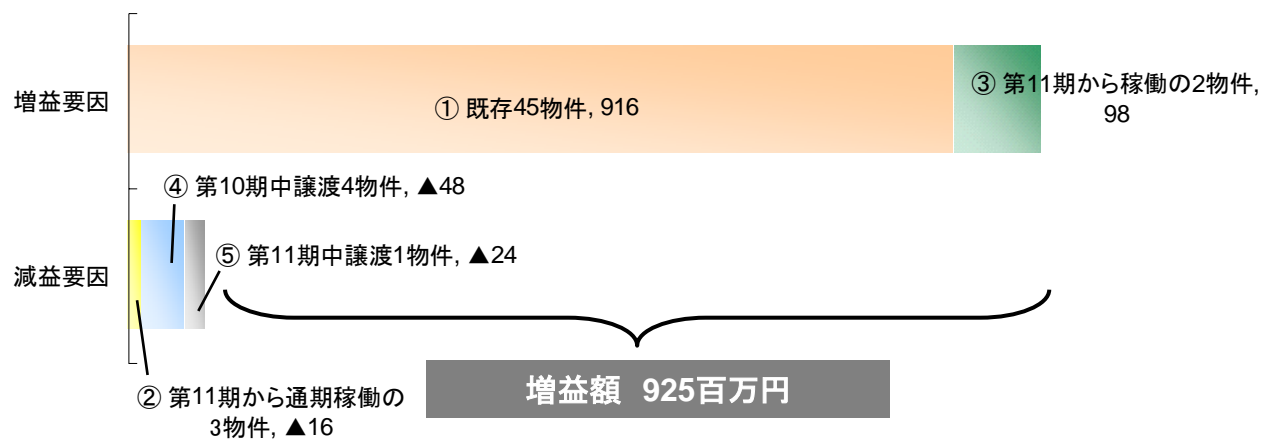 増益要因
① 既存45物件, 916
③ 第11期から稼働の2物件,
98
④ 第10期中譲渡4物件, ▲48
⑤ 第11期中譲渡1物件, ▲24
減益要因
② 第11期から通期稼働の
3物件, ▲16
増益額 925百万円